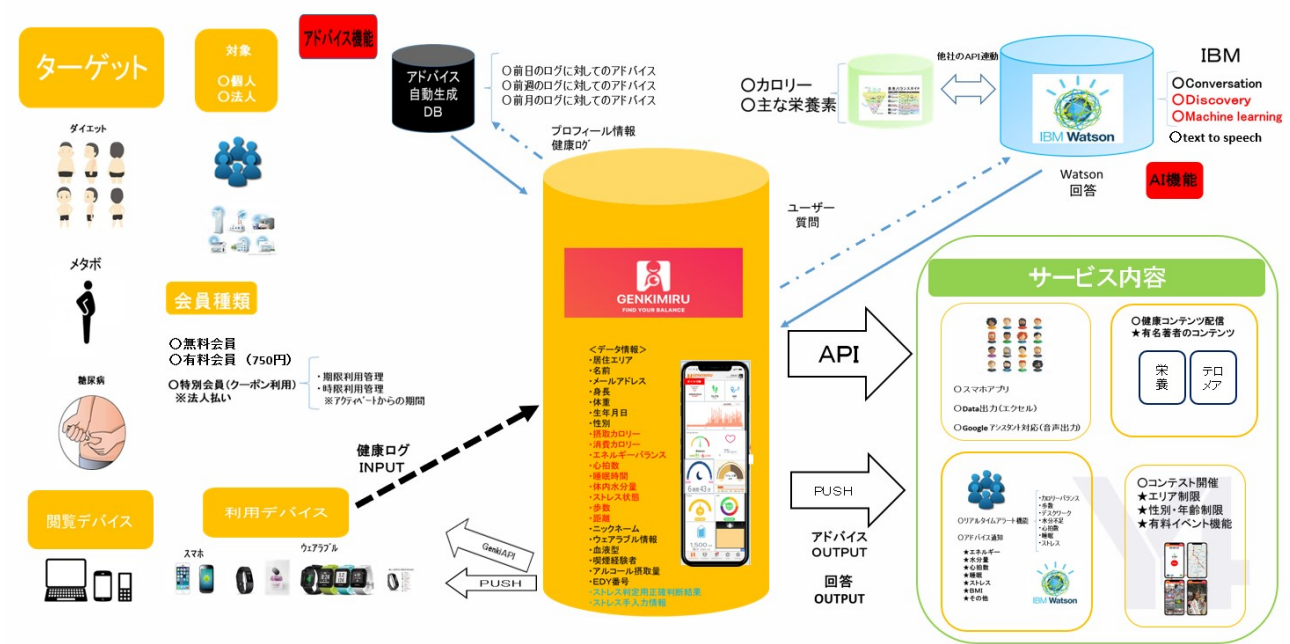 ターゲット
ダイエット
メタボ
糖尿病
対象
○個人
○法人
会員種類
○無料会員
○有料会員 (750円)
○特別会員(クーポン利用)
※法人払い
・期限利用管理
・時限利用管理
※アクティベートからの期間
閲覧デバイス
利用デバイス
スマホ
ウェアラブル
健康ログ
INPUT
アドバイス機能
アドバイス
自動生成
DB
○前日のログに対してのアドバイス
○前週のログに対してのアドバイス
○前月のログに対してのアドバイス
プロフィール情報
健康ログ
GENKIMIRU
FIND YOUR BALANCE
<データ情報>
・居住エリア
・名前
・メールアドレス
・身長
・体重
・生年月日
・性別
・摂取カロリー
・消費カロリー
・エネルギーバランス
・心拍数
・睡眠時間
・体内水分量
・ストレス状態
・歩数
・距離
・ニックネーム
・ウェアラブル情報
・血液型
・喫煙経験者
・アルコール摂取量
・EDY番号
・ストレス判定用正確判断結果
・ストレス手入力情報
GenkiAPI
PUSH
○カロリー
○主な栄養素
他社のAPI連動
IBM Watson
IBM
○Conversation
○Discovery
○Machine learning
○text to speech
AI機能
Watson
回答
ユーザー
質問
API
PUSH
アドバイス
OUTPUT
回答
OUTPUT
サービス内容
○スマホアプリ
○Data出力(エクセル)
○Googleアシスタント対応(音声出力)
○健康コンテンツ配信
★有名著者のコンテンツ
栄養
テロメア
○リアルタイムアラート機能
・カロリーバランス
・歩数
・デスクワーク
・水分不足
・心拍数
・睡眠
・ストレス
○アドバイス通知
★エネルギー
★水分量
★心拍数
★睡眠
★ストレス
★BMI
★その他
IBM Watson
○コンテスト開催
★エリア制限
★性別・年齢制限
★有料イベント機能